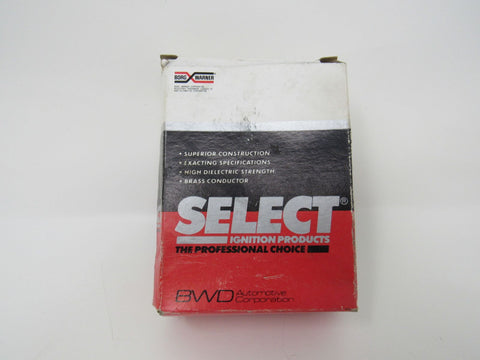 BORG WARNER
• SUPERIOR CONSTRUCTION
• EXACTING SPECIFICATIONS
• HIGH DIELECTRIC STRENGTH
• BRASS CONDUCTOR
SELECT®
IGNITION PRODUCTS
THE PROFESSIONAL CHOICE
BWD Automotive
Corporation